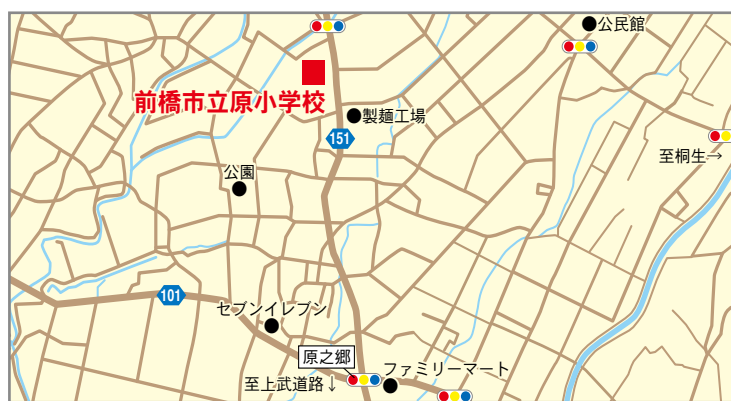 公民館
前橋市立原小学校
製麺工場
151
至桐生→
公園
101
セブンイレブン
原之郷
ファミリーマート
至上武道路↓